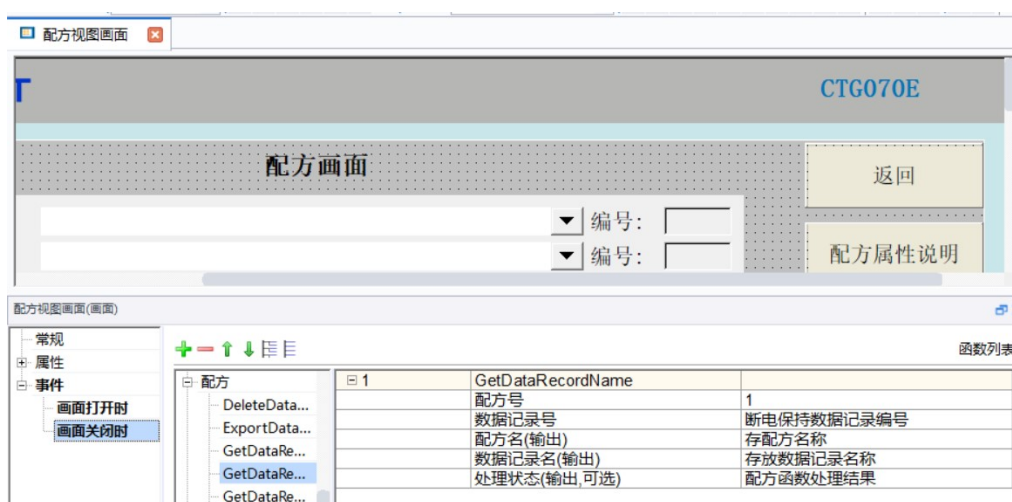 配方视图画面
T
CTG070E
配方画面
返回
编号:
编号:
配方属性说明
配方视图画面(画面)
常规
属性
事件
画面打开时
画面关闭时
函数列表
配方
DeleteData...
ExportData...
GetDataRe...
GetDataRe...
GetDataRe...
1 GetDataRecordName
配方号 1
数据记录号 断电保持数据记录编号
配方名(输出) 存配方名称
数据记录名(输出) 存放数据记录名称
处理状态(输出,可选) 配方函数处理结果